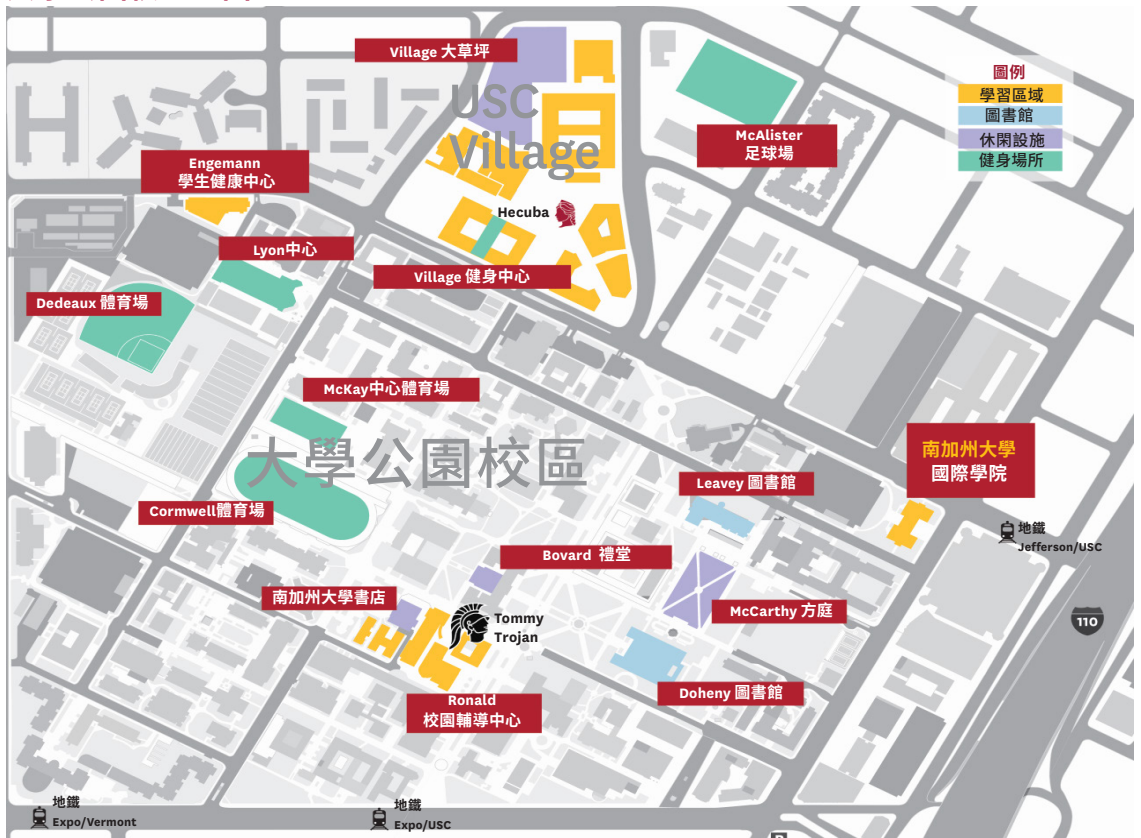 Village 大草坪
USC
Village
圖例
學習區域
圖書館
休閑設施
健身場所
McAlister
足球場
Engemann
學生健康中心
Hecuba
Lyon中心
Village 健身中心
Dedeaux 體育場
McKay中心體育場
大學公園校區
南加州大學
國際學院
Leavey 圖書館
Cormwell體育場
地鐵
Jefferson/USC
Bovard 禮堂
南加州大學書店
McCarthy 方庭
Tommy
Trojan
110
Doheny 圖書館
Ronald
校園輔導中心
地鐵
Expo/Vermont
地鐵
Expo/USC